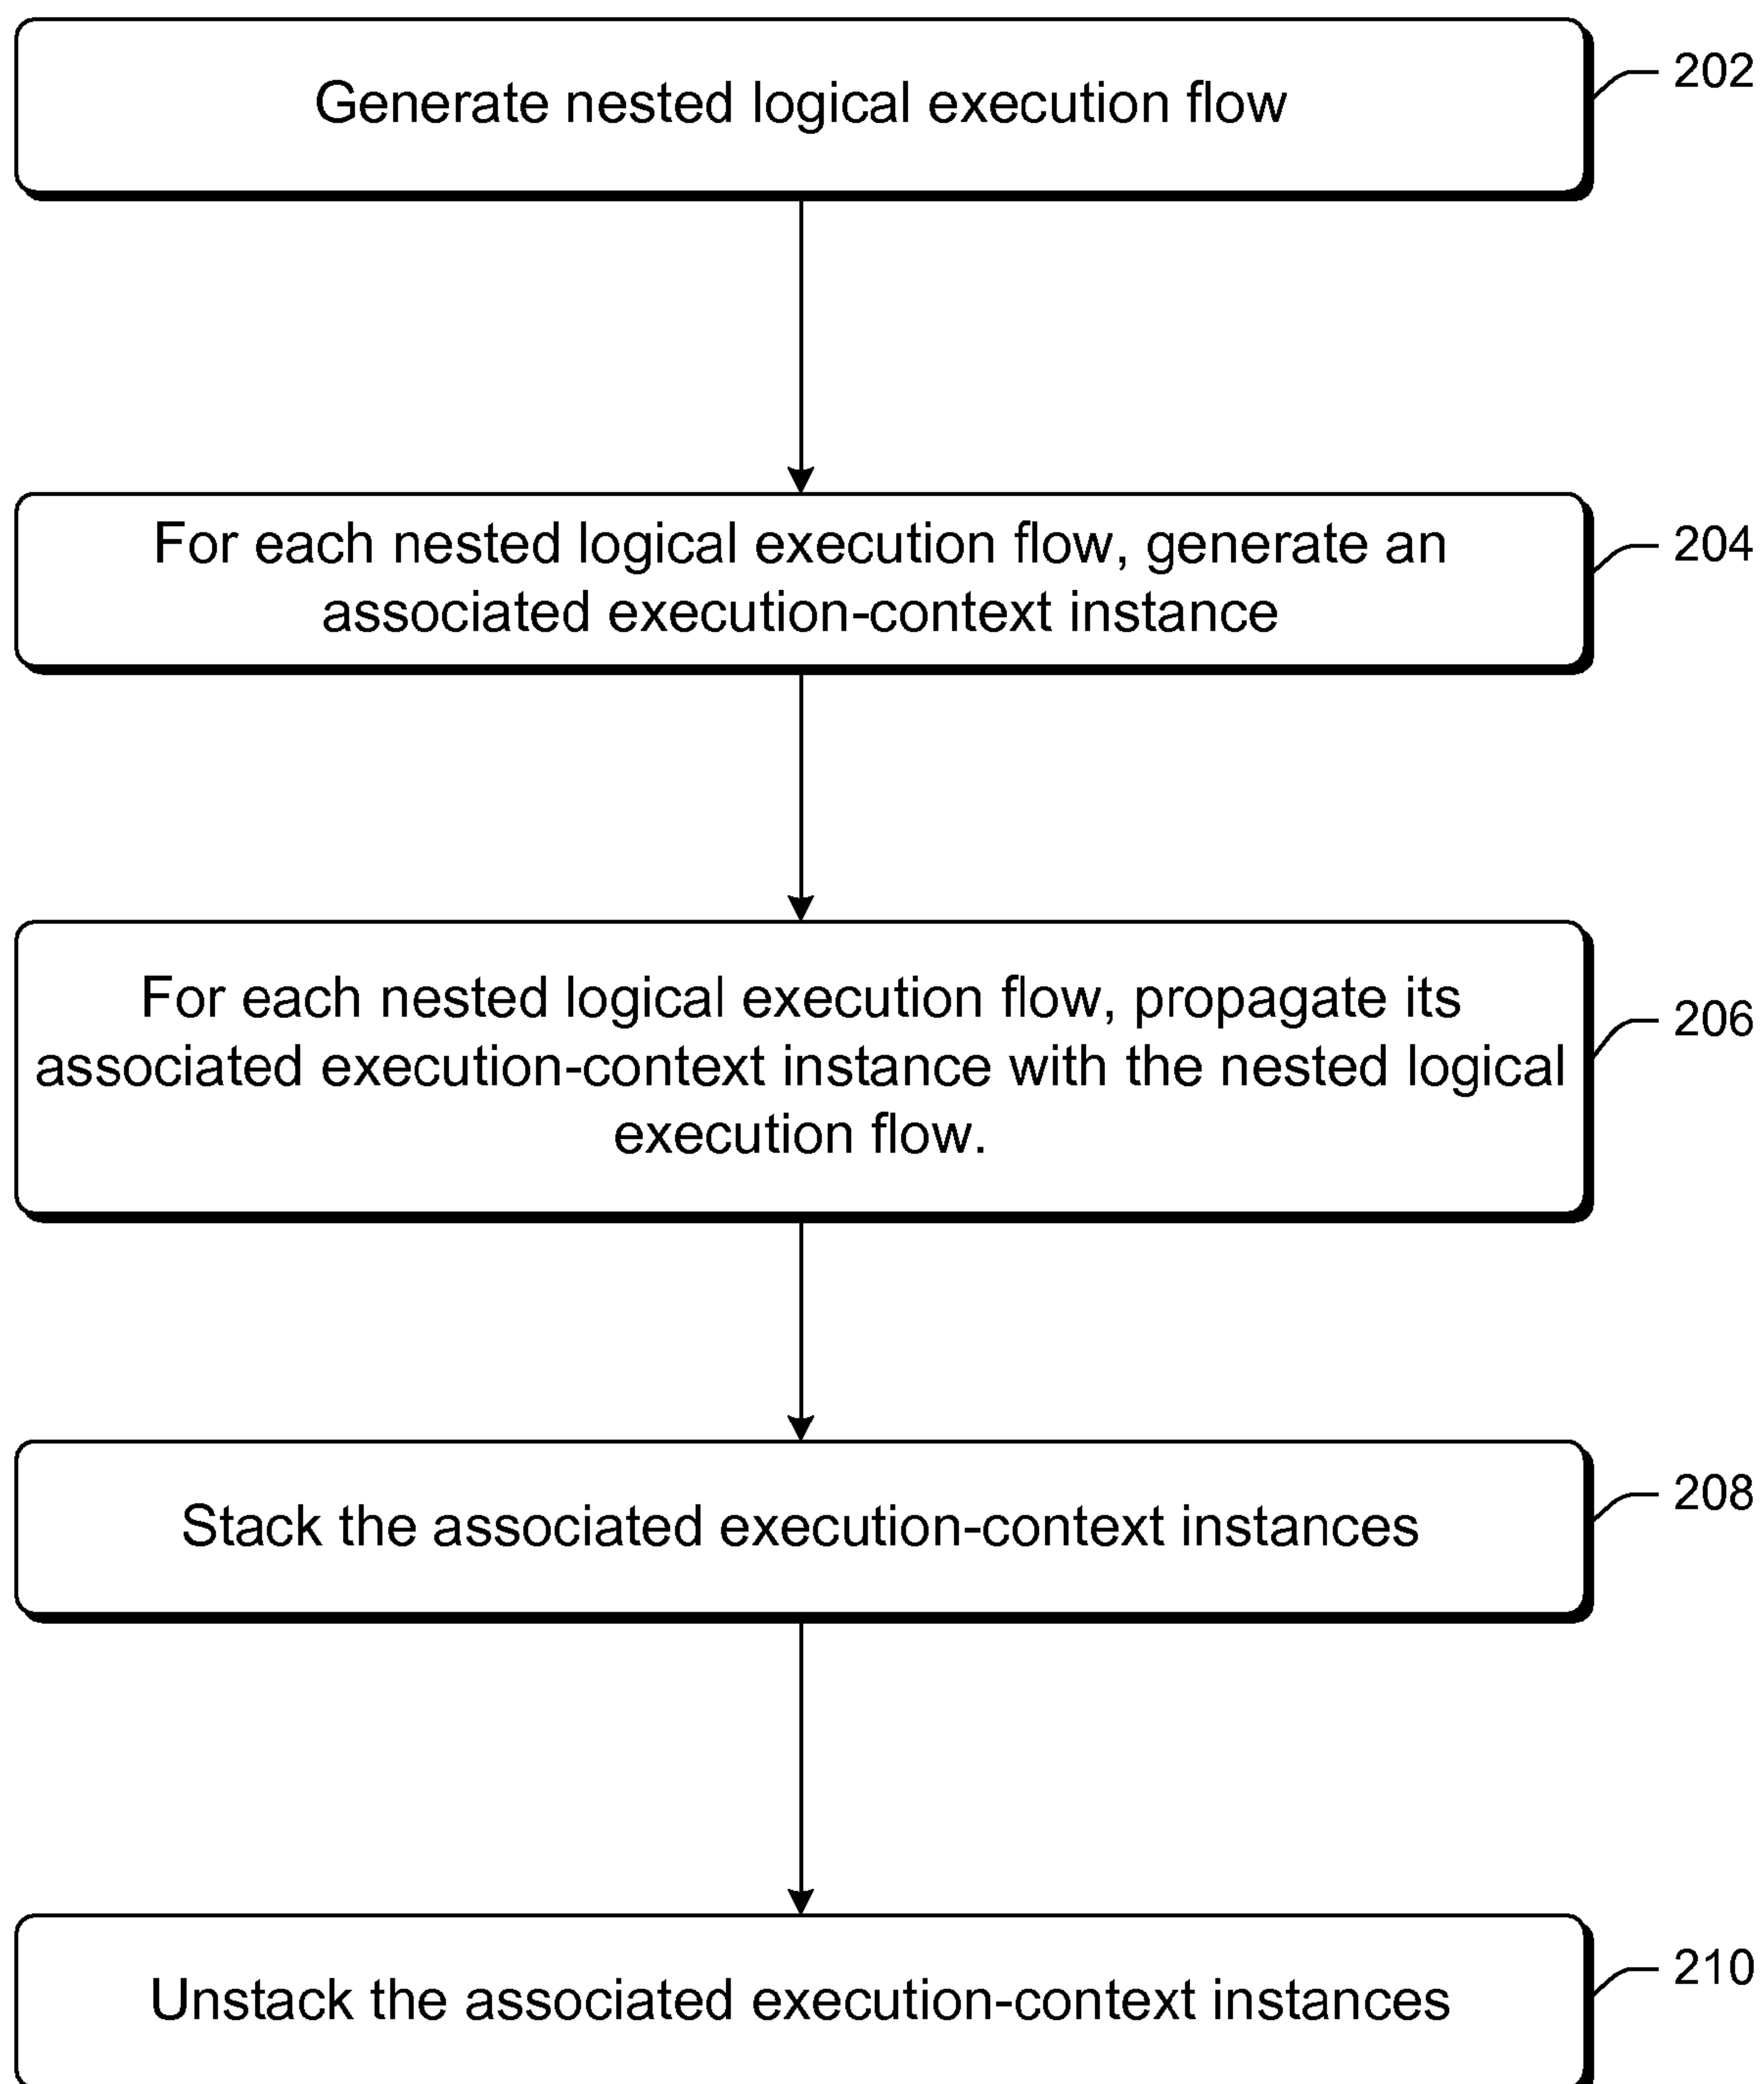 Generate nested logical execution flow
202
For each nested logical execution flow, generate an
associated execution-context instance
204
For each nested logical execution flow, propagate its
associated execution-context instance with the nested logical
execution flow.
206
Stack the associated execution-context instances
208
Unstack the associated execution-context instances
210